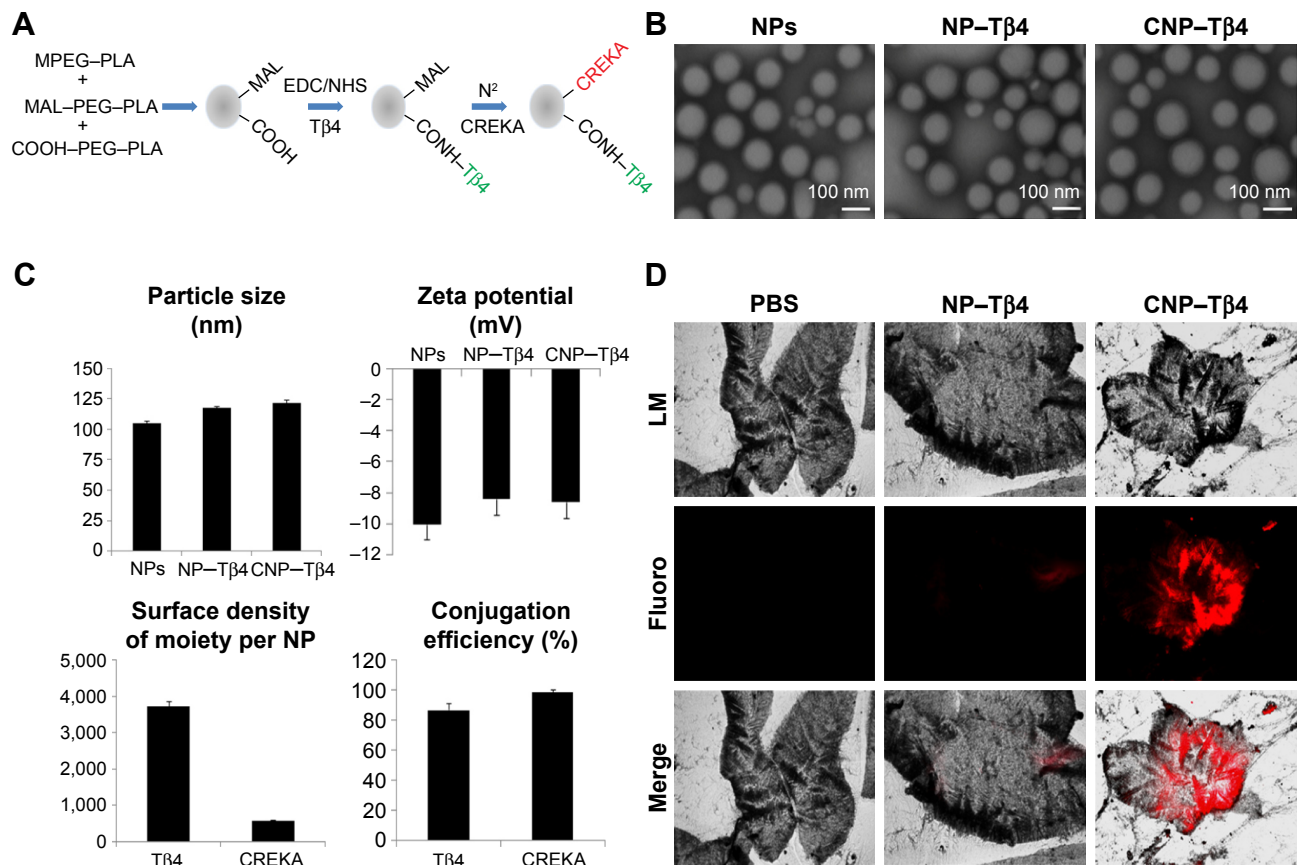 A
MPEG–PLA
+
MAL–PEG–PLA
+
COOH–PEG–PLA
MAL
COOH
EDC/NHS
Tβ4
MAL
CONH–Tβ4
N²
CREKA
CREKA
CONH–Tβ4
B
NPs
NP–Tβ4
CNP–Tβ4
100 nm
100 nm
100 nm
C
Particle size
(nm)
150
125
100
75
50
25
0
NPs
NP–Tβ4
CNP–Tβ4
Zeta potential
(mV)
NPs
NP–Tβ4
CNP–Tβ4
0
–2
–4
–6
–8
–10
–12
Surface density
of moiety per NP
5,000
4,000
3,000
2,000
1,000
0
Tβ4
CREKA
Conjugation
efficiency (%)
120
100
80
60
40
20
0
Tβ4
CREKA
D
PBS
NP–Tβ4
CNP–Tβ4
LM
Fluoro
Merge